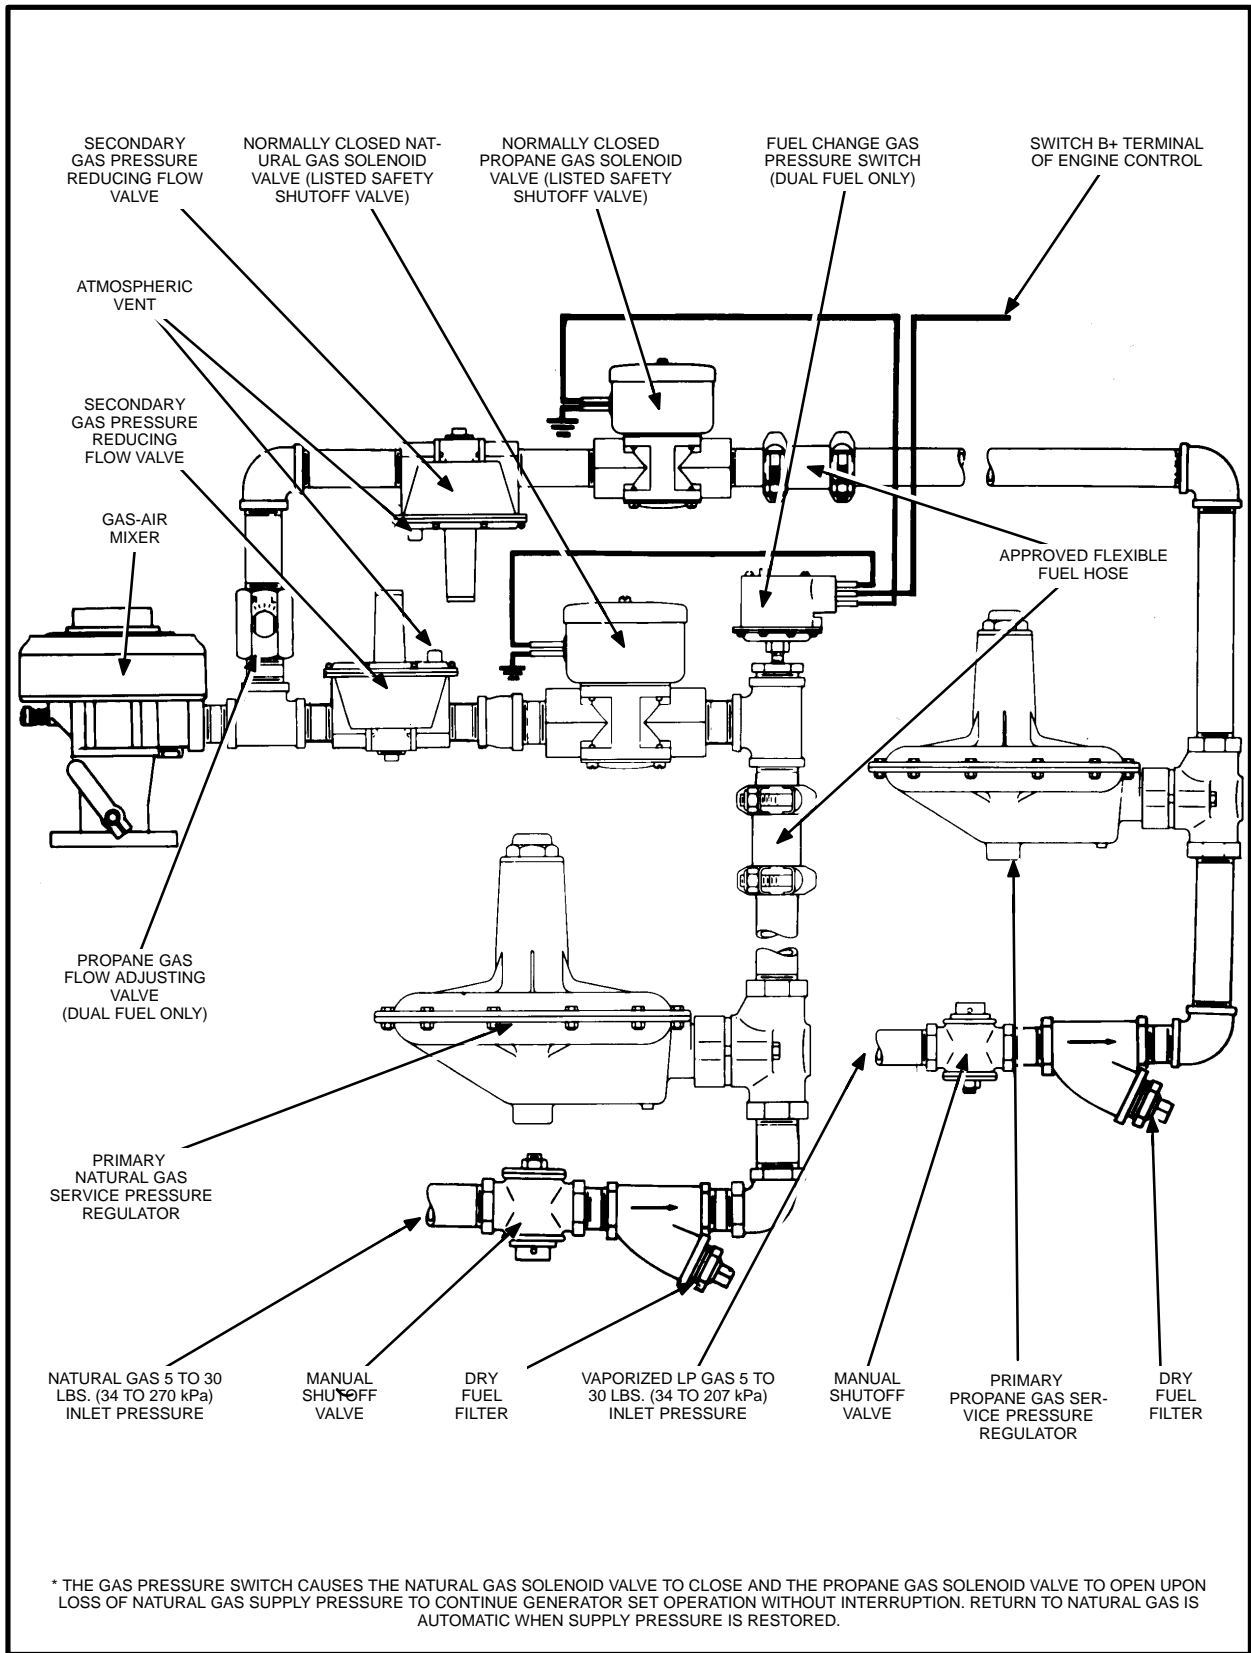 SECONDARY
GAS PRESSURE
REDUCING FLOW
VALVE
NORMALLY CLOSED NAT-
URAL GAS SOLENOID
VALVE (LISTED SAFETY
SHUTOFF VALVE)
NORMALLY CLOSED
PROPANE GAS SOLENOID
VALVE (LISTED SAFETY
SHUTOFF VALVE)
FUEL CHANGE GAS
PRESSURE SWITCH
(DUAL FUEL ONLY)
SWITCH B+ TERMINAL
OF ENGINE CONTROL
ATMOSPHERIC
VENT
SECONDARY
GAS PRESSURE
REDUCING
FLOW VALVE
GAS-AIR
MIXER
APPROVED FLEXIBLE
FUEL HOSE
PROPANE GAS
FLOW ADJUSTING
VALVE
(DUAL FUEL ONLY)
PRIMARY
NATURAL GAS
SERVICE PRESSURE
REGULATOR
NATURAL GAS 5 TO 30
LBS. (34 TO 270 kPa)
INLET PRESSURE
MANUAL
SHUTOFF
VALVE
DRY
FUEL
FILTER
VAPORIZED LP GAS 5 TO
30 LBS. (34 TO 207 kPa)
INLET PRESSURE
MANUAL
SHUTOFF
VALVE
PRIMARY
PROPANE GAS SER-
VICE PRESSURE
REGULATOR
DRY
FUEL
FILTER
* THE GAS PRESSURE SWITCH CAUSES THE NATURAL GAS SOLENOID VALVE TO CLOSE AND THE PROPANE GAS SOLENOID VALVE TO OPEN UPON
LOSS OF NATURAL GAS SUPPLY PRESSURE TO CONTINUE GENERATOR SET OPERATION WITHOUT INTERRUPTION. RETURN TO NATURAL GAS IS
AUTOMATIC WHEN SUPPLY PRESSURE IS RESTORED.